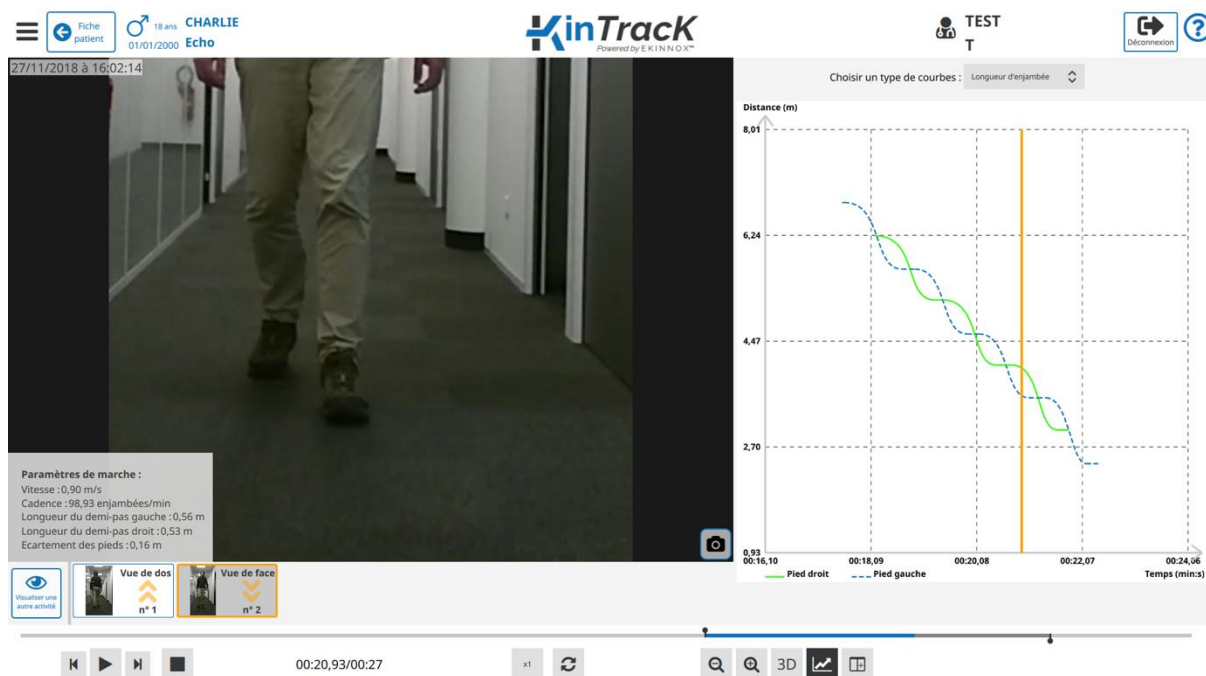 Fiche
patient
18 ans CHARLIE
01/01/2000 Echo
KinTracK
Powered by EKINNOX™
TEST
T
Déconnexion
?
27/11/2018 à 16:02:14
Choisir un type de courbes : Longueur d'enjambée
Distance (m)
8,01
6,24
4,47
2,70
0,93
00:16,10 00:18,09 00:20,08 00:22,07 00:24,06
Pied droit Pied gauche Temps (min:s)
Paramètres de marche :
Vitesse :0,90 m/s
Cadence :98,93 enjambées/min
Longueur du demi-pas gauche :0,56 m
Longueur du demi-pas droit :0,53 m
Ecartement des pieds :0,16 m
Visualiser une
autre activité
Vue de dos
n° 1
Vue de face
n° 2
00:20,93/00:27
x1
3D